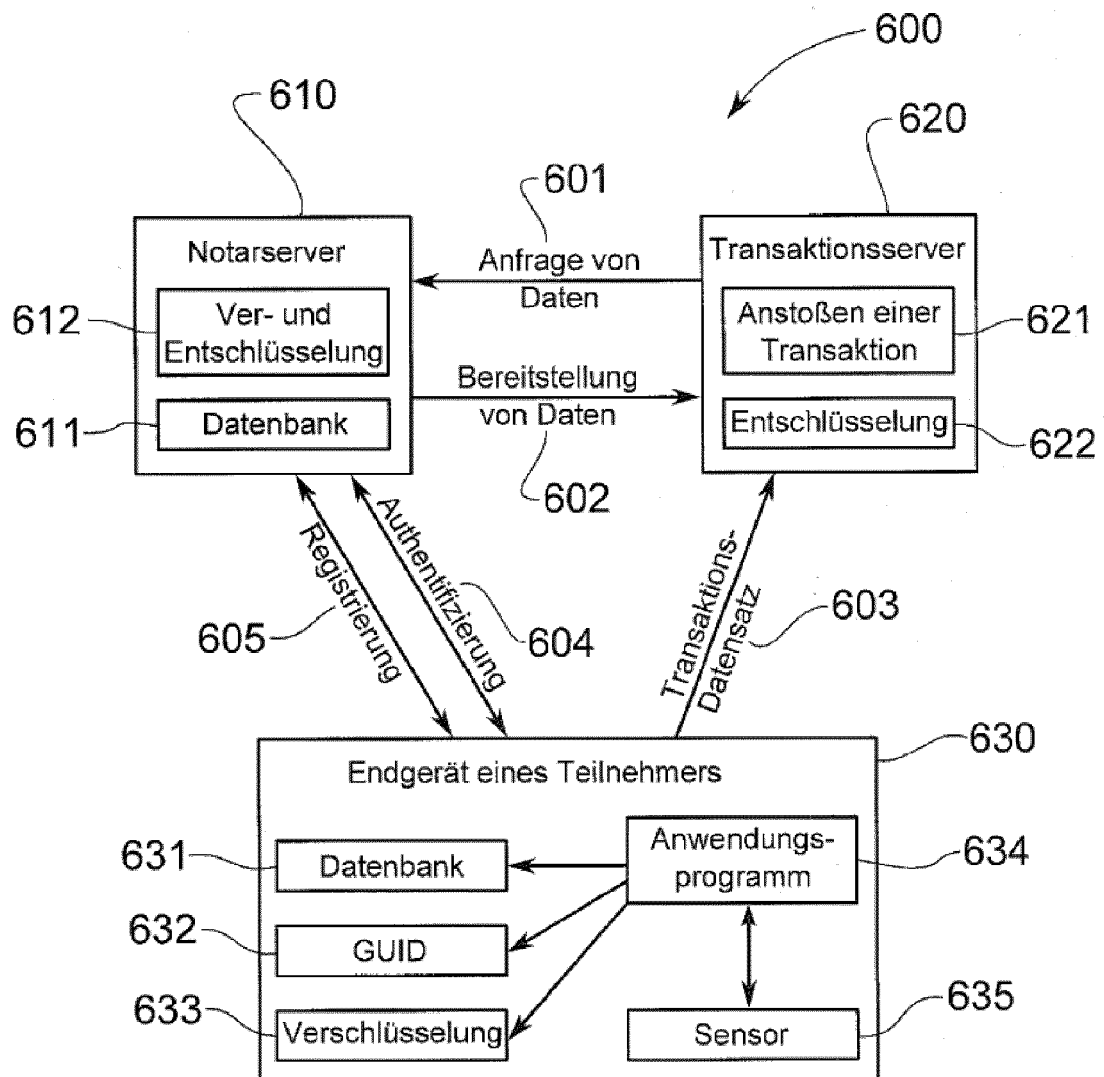 600
610
620
601
Notarserver
Anfrage von
Daten
Transaktionsserver
612
Ver- und
Entschlüsselung
Anstoßen einer
Transaktion
621
Bereitstellung
von Daten
611
Datenbank
Entschlüsselung
622
602
Registrierung
Authentifizierung
Transaktions-
Datensatz
605
604
603
630
Endgerät eines Teilnehmers
631
Datenbank
Anwendungs-
programm
634
632
GUID
633
Verschlüsselung
Sensor
635